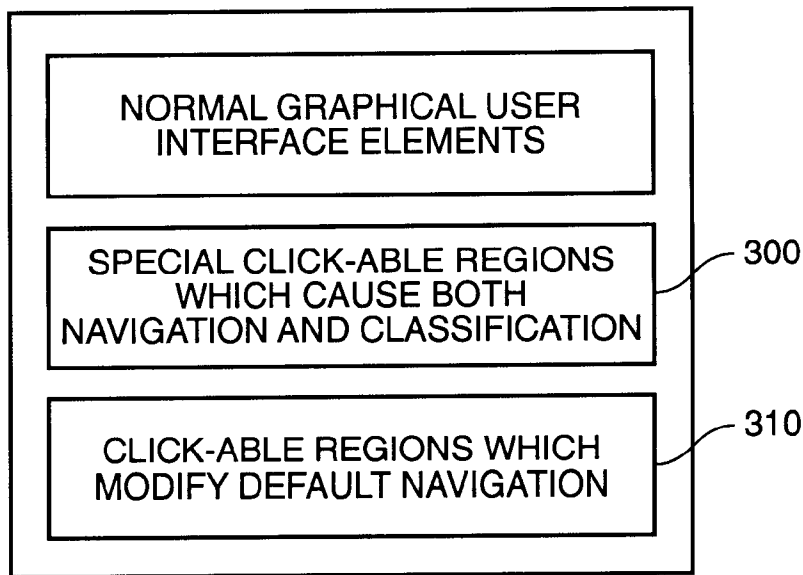 NORMAL GRAPHICAL USER
INTERFACE ELEMENTS
SPECIAL CLICK-ABLE REGIONS
WHICH CAUSE BOTH
NAVIGATION AND CLASSIFICATION
300
CLICK-ABLE REGIONS WHICH
MODIFY DEFAULT NAVIGATION
310